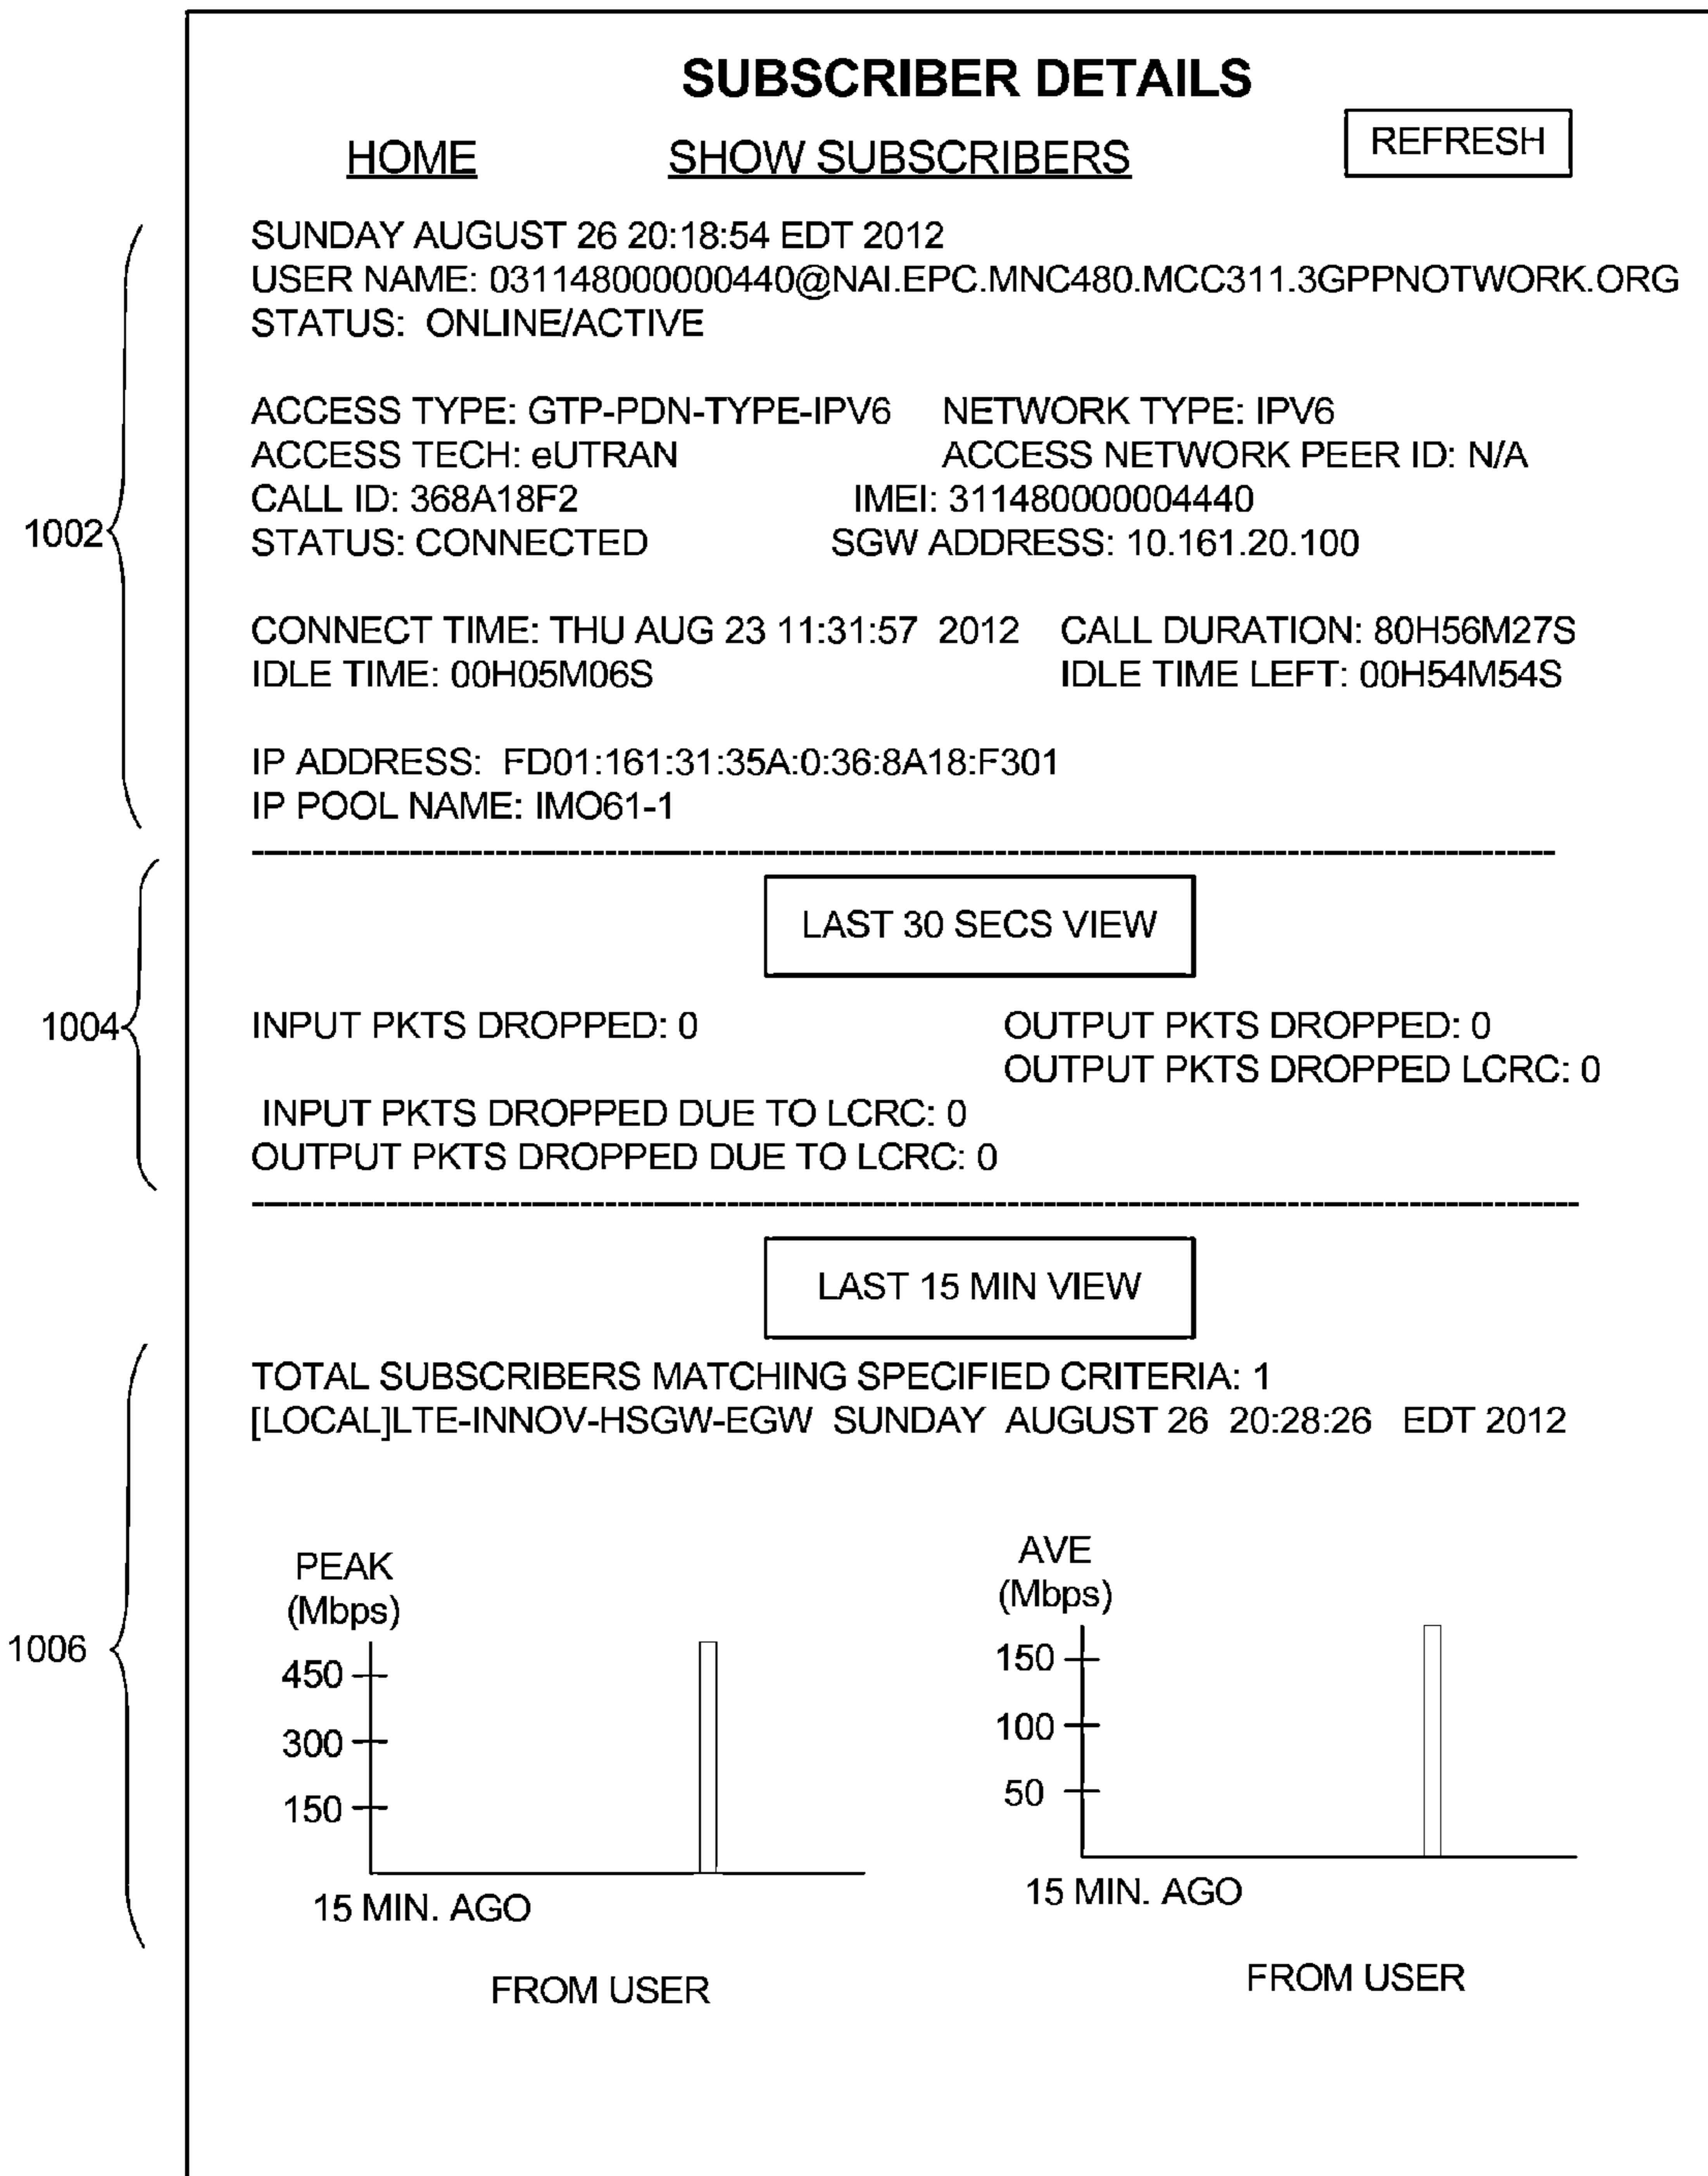 SUBSCRIBER DETAILS
HOME SHOW SUBSCRIBERS REFRESH
SUNDAY AUGUST 26 20:18:54 EDT 2012
USER NAME: 031148000000440@NAI.EPC.MNC480.MCC311.3GPPNOTWORK.ORG
STATUS: ONLINE/ACTIVE
ACCESS TYPE: GTP-PDN-TYPE-IPV6 NETWORK TYPE: IPV6
ACCESS TECH: eUTRAN ACCESS NETWORK PEER ID: N/A
CALL ID: 368A18F2 IMEI: 311480000004440
STATUS: CONNECTED SGW ADDRESS: 10.161.20.100
1002
CONNECT TIME: THU AUG 23 11:31:57 2012 CALL DURATION: 80H56M27S
IDLE TIME: 00H05M06S IDLE TIME LEFT: 00H54M54S
IP ADDRESS: FD01:161:31:35A:0:36:8A18:F301
IP POOL NAME: IMO61-1
LAST 30 SECS VIEW
1004
INPUT PKTS DROPPED: 0 OUTPUT PKTS DROPPED: 0
OUTPUT PKTS DROPPED LCRC: 0
INPUT PKTS DROPPED DUE TO LCRC: 0
OUTPUT PKTS DROPPED DUE TO LCRC: 0
LAST 15 MIN VIEW
TOTAL SUBSCRIBERS MATCHING SPECIFIED CRITERIA: 1
[LOCAL]LTE-INNOV-HSGW-EGW SUNDAY AUGUST 26 20:28:26 EDT 2012
1006
PEAK
(Mbps)
450
300
150
15 MIN. AGO
FROM USER
AVE
(Mbps)
150
100
50
15 MIN. AGO
FROM USER